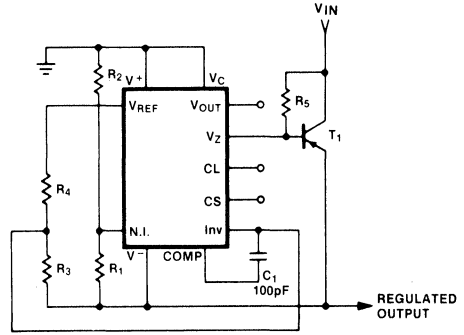 VIN
R2
V+
VC
VREF
VOUT
R5
VZ
T1
CL
R4
CS
N.I.
Inv
R3
R1
V−
COMP
C1
100pF
REGULATED
OUTPUT